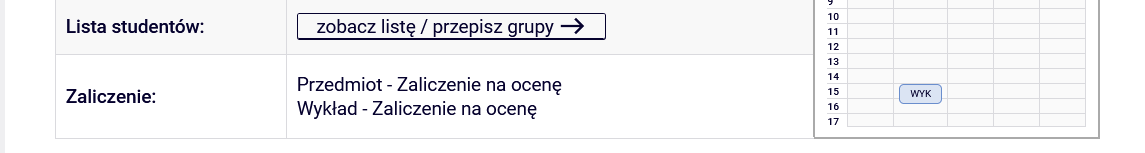 Lista studentów:
zobacz listę / przepisz grupy →
Zaliczenie:
Przedmiot - Zaliczenie na ocenę
Wykład - Zaliczenie na ocenę
9
10
11
12
13
14
15
WYK
16
17